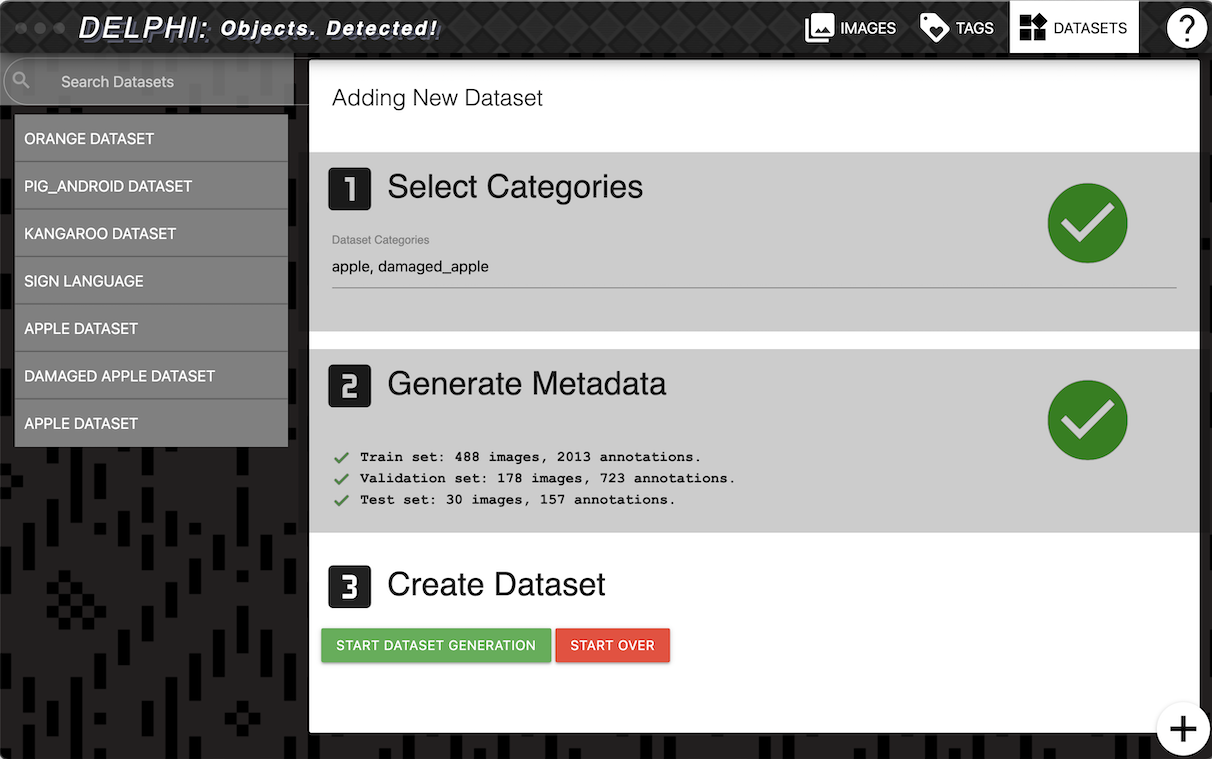 DELPHI: Objects. Detected!
IMAGES
TAGS
DATASETS
?
Search Datasets
ORANGE DATASET
PIG_ANDROID DATASET
KANGAROO DATASET
SIGN LANGUAGE
APPLE DATASET
DAMAGED APPLE DATASET
APPLE DATASET
Adding New Dataset
1 Select Categories
Dataset Categories
apple, damaged_apple
2 Generate Metadata
Train set: 488 images, 2013 annotations.
Validation set: 178 images, 723 annotations.
Test set: 30 images, 157 annotations.
3 Create Dataset
START DATASET GENERATION
START OVER